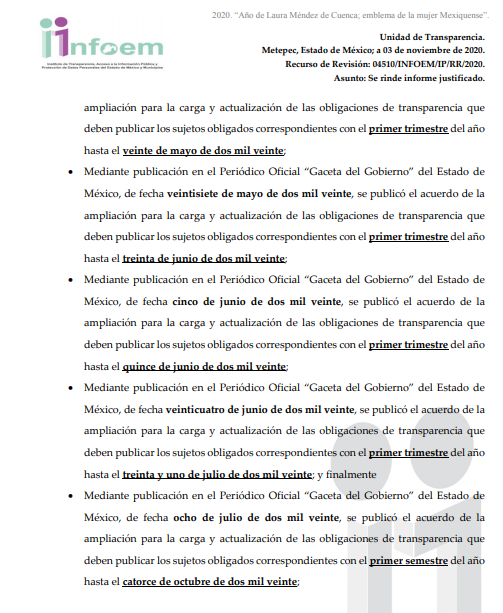 2020. “Año de Laura Méndez de Cuenca; emblema de la mujer Mexiquense”.
infoem
Instituto de Transparencia, Acceso a la Información Pública y
Protección de Datos Personales del Estado de México y Municipios
Unidad de Transparencia.
Metepec, Estado de México; a 03 de noviembre de 2020.
Recurso de Revisión: 04510/INFOEM/IP/RR/2020.
Asunto: Se rinde informe justificado.
ampliación para la carga y actualización de las obligaciones de transparencia que
deben publicar los sujetos obligados correspondientes con el primer trimestre del año
hasta el veinte de mayo de dos mil veinte;
• Mediante publicación en el Periódico Oficial “Gaceta del Gobierno” del Estado de
México, de fecha veintisiete de mayo de dos mil veinte, se publicó el acuerdo de la
ampliación para la carga y actualización de las obligaciones de transparencia que
deben publicar los sujetos obligados correspondientes con el primer trimestre del año
hasta el treinta de junio de dos mil veinte;
• Mediante publicación en el Periódico Oficial “Gaceta del Gobierno” del Estado de
México, de fecha cinco de junio de dos mil veinte, se publicó el acuerdo de la
ampliación para la carga y actualización de las obligaciones de transparencia que
deben publicar los sujetos obligados correspondientes con el primer trimestre del año
hasta el quince de junio de dos mil veinte;
• Mediante publicación en el Periódico Oficial “Gaceta del Gobierno” del Estado de
México, de fecha veinticuatro de junio de dos mil veinte, se publicó el acuerdo de la
ampliación para la carga y actualización de las obligaciones de transparencia que
deben publicar los sujetos obligados correspondientes con el primer semestre del año
hasta el treinta y uno de julio de dos mil veinte; y finalmente
• Mediante publicación en el Periódico Oficial “Gaceta del Gobierno” del Estado de
México, de fecha ocho de julio de dos mil veinte, se publicó el acuerdo de la
ampliación para la carga y actualización de las obligaciones de transparencia que
deben publicar los sujetos obligados correspondientes con el primer semestre del año
hasta el catorce de octubre de dos mil veinte;